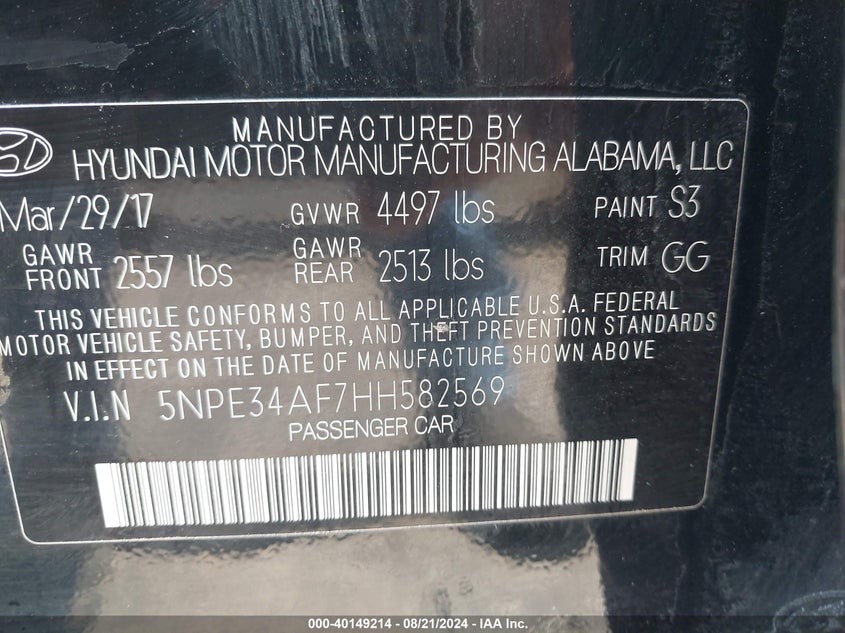 MANUFACTURED BY
HYUNDAI MOTOR MANUFACTURING ALABAMA, LLC
Mar/29/17 GVWR 4497 lbs PAINT S3
GAWR FRONT 2557 lbs GAWR REAR 2513 lbs TRIM GG
THIS VEHICLE CONFORMS TO ALL APPLICABLE U.S.A. FEDERAL
MOTOR VEHICLE SAFETY, BUMPER, AND THEFT PREVENTION STANDARDS
IN EFFECT ON THE DATE OF MANUFACTURE SHOWN ABOVE
V.I.N 5NPE34AF7HH582569
PASSENGER CAR
000-40149214 - 08/21/2024 - IAA Inc.